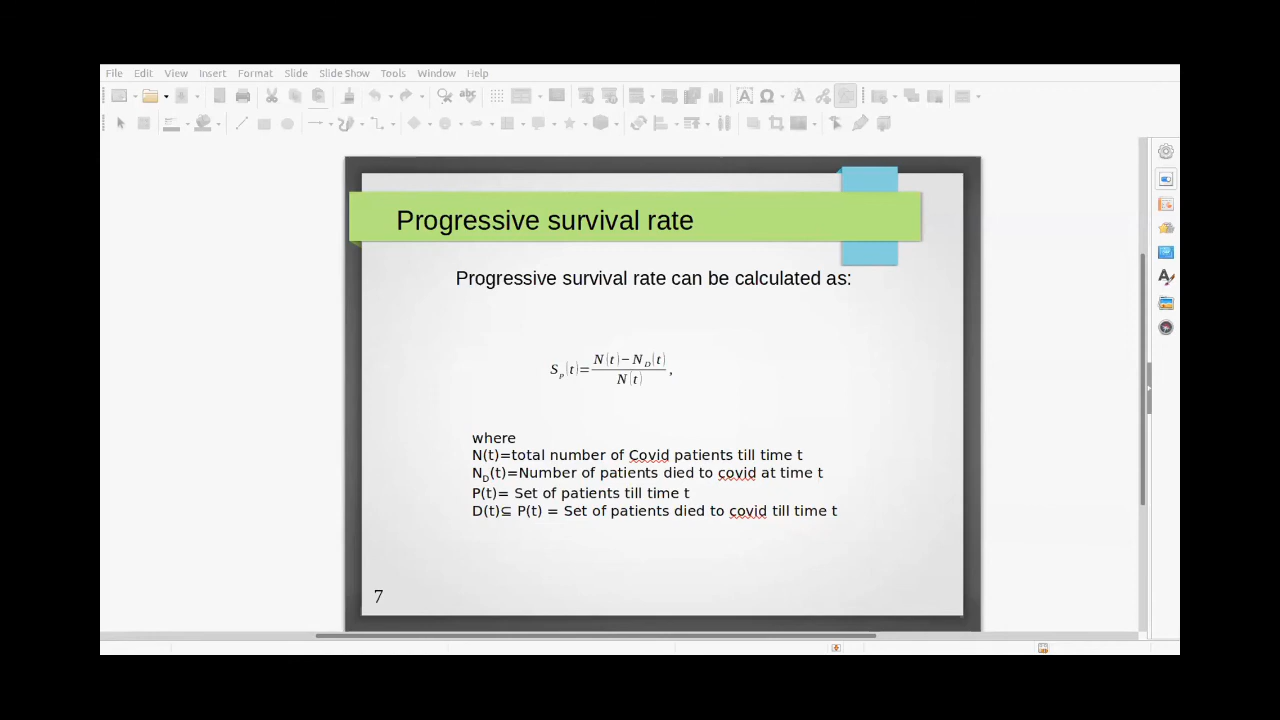 File Edit View Insert Format Slide Slide Show Tools Window Help
Progressive survival rate
Progressive survival rate can be calculated as:
S_p(t)=\frac{N(t)-N_D(t)}{N(t)},
where
N(t)=total number of Covid patients till time t
N_D(t)=Number of patients died to covid at time t
P(t)= Set of patients till time t
D(t)⊆ P(t) = Set of patients died to covid till time t
7